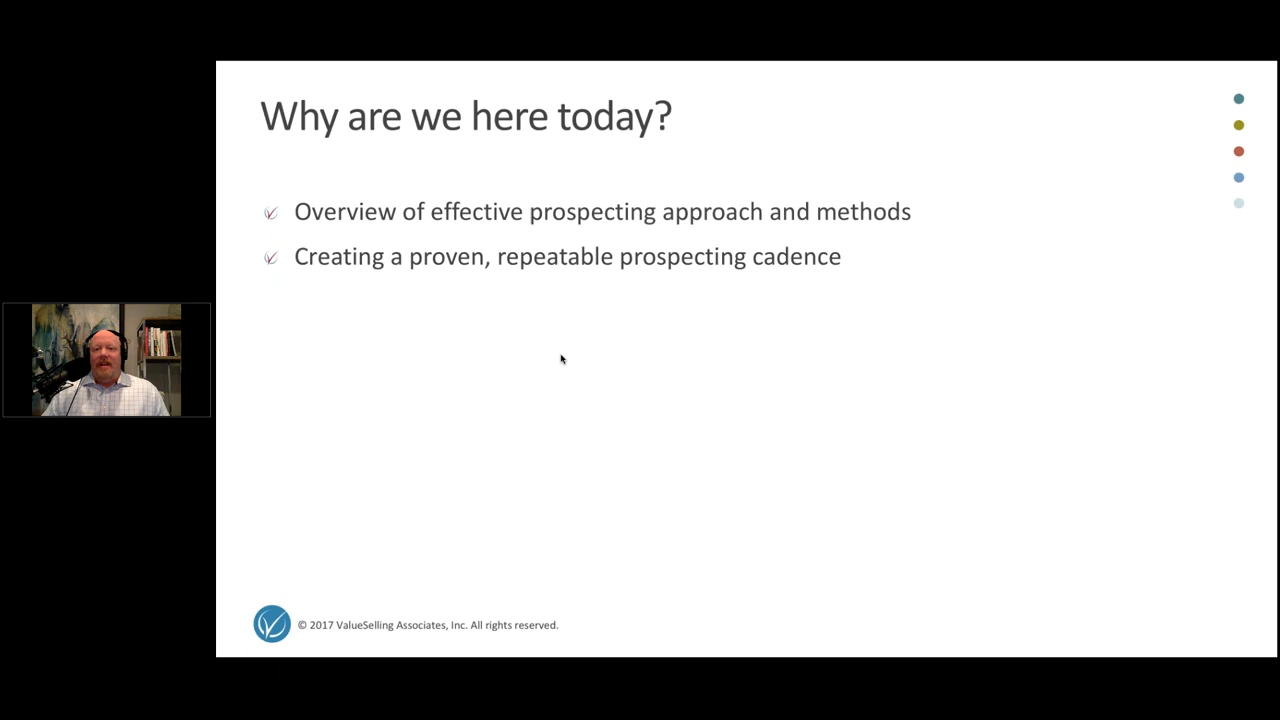 Why are we here today?
Overview of effective prospecting approach and methods
Creating a proven, repeatable prospecting cadence
© 2017 ValueSelling Associates, Inc. All rights reserved.